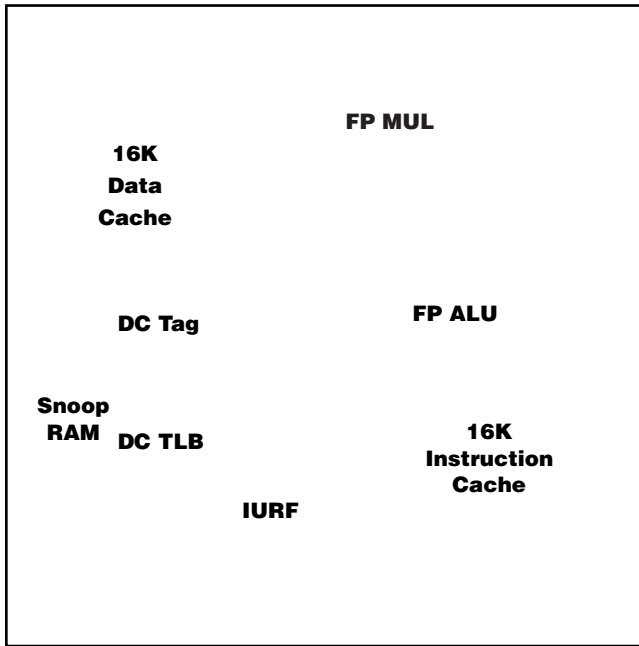 FP MUL
16K
Data
Cache
DC Tag
FP ALU
Snoop
RAM
DC TLB
16K
Instruction
Cache
IURF